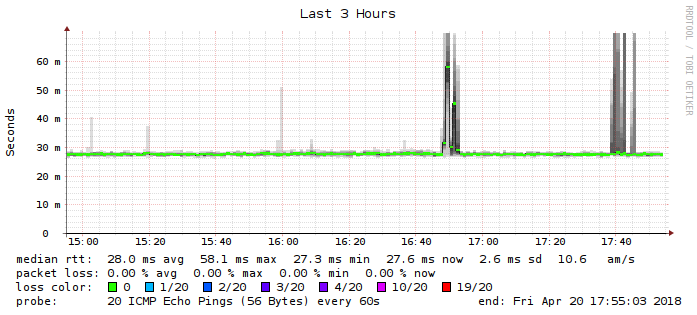 Last 3 Hours
RRDTOOL / TOBI OETIKER
Seconds
60 m
50 m
40 m
30 m
20 m
10 m
0
15:00 15:20 15:40 16:00 16:20 16:40 17:00 17:20 17:40
median rtt: 28.0 ms avg 58.1 ms max 27.3 ms min 27.6 ms now 2.6 ms sd 10.6 am/s
packet loss: 0.00 % avg 0.00 % max 0.00 % min 0.00 % now
loss color: 0 1/20 2/20 3/20 4/20 10/20 19/20
probe: 20 ICMP Echo Pings (56 Bytes) every 60s end: Fri Apr 20 17:55:03 2018